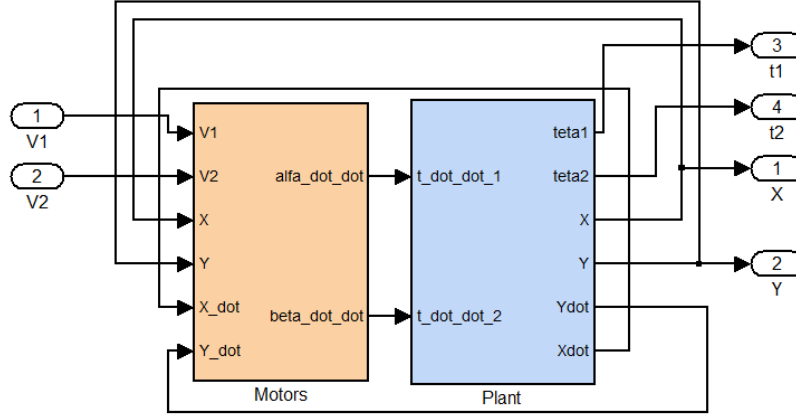 1
V1
2
V2
V1
V2
X
Y
X_dot
Y_dot
alfa_dot_dot
beta_dot_dot
Motors
t_dot_dot_1
t_dot_dot_2
teta1
teta2
X
Y
Ydot
Xdot
Plant
3
t1
4
t2
1
X
2
Y